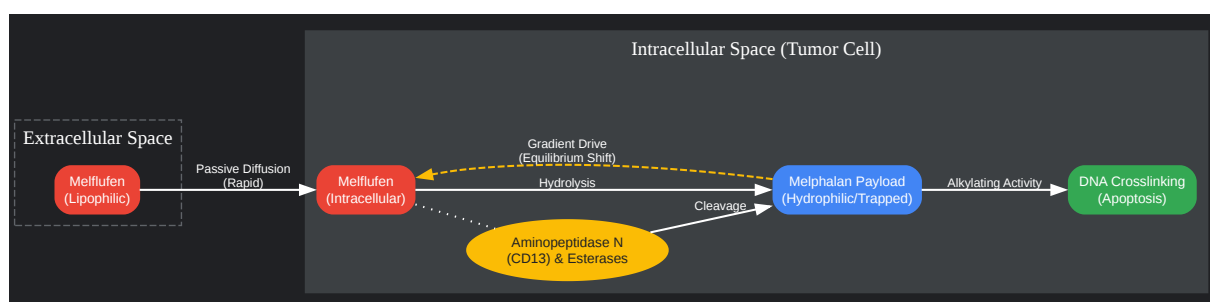 Intracellular Space (Tumor Cell)
Extracellular Space
Melflufen
(Lipophilic)
Passive Diffusion
(Rapid)
Melflufen
(Intracellular)
Gradient Drive
(Equilibrium Shift)
Hydrolysis
Cleavage
Aminopeptidase N
(CD13) & Esterases
Melphalan Payload
(Hydrophilic/Trapped)
Alkylating Activity
DNA Crosslinking
(Apoptosis)